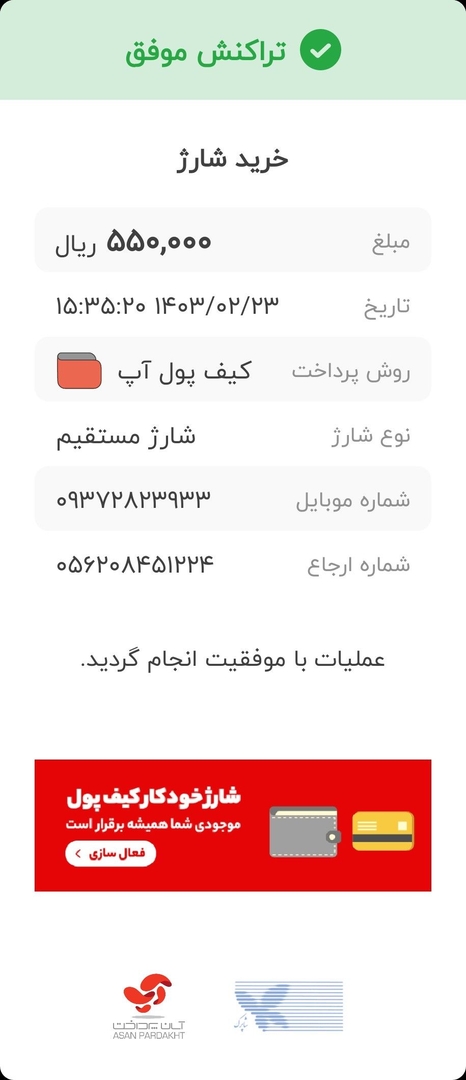 تراکنش موفق
خرید شارژ
مبلغ ۵۵۰,۰۰۰ ریال
تاریخ ۱۴۰۳/۰۲/۲۳ ۱۵:۳۵:۲۰
روش پرداخت کیف پول آپ
نوع شارژ شارژ مستقیم
شماره موبایل ۰۹۳۷۲۸۲۳۹۳۳
شماره ارجاع ۰۵۶۲۰۸۴۵۱۲۲۴
عملیات با موفقیت انجام گردید.
شارژ خودکار کیف پول
موجودی شما همیشه برقرار است
فعال سازی
شاپرک
آسان پرداخت
ASAN PARDAKHT